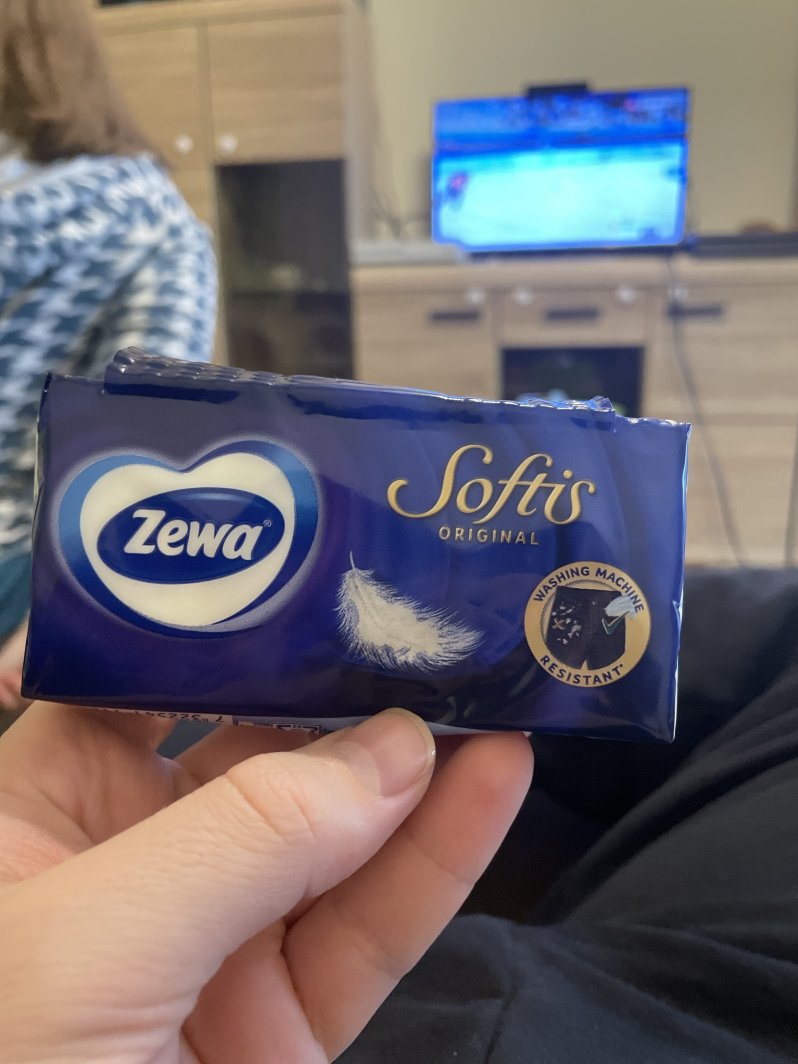 Zewa®
Softis
ORIGINAL
WASHING MACHINE
RESISTANT*